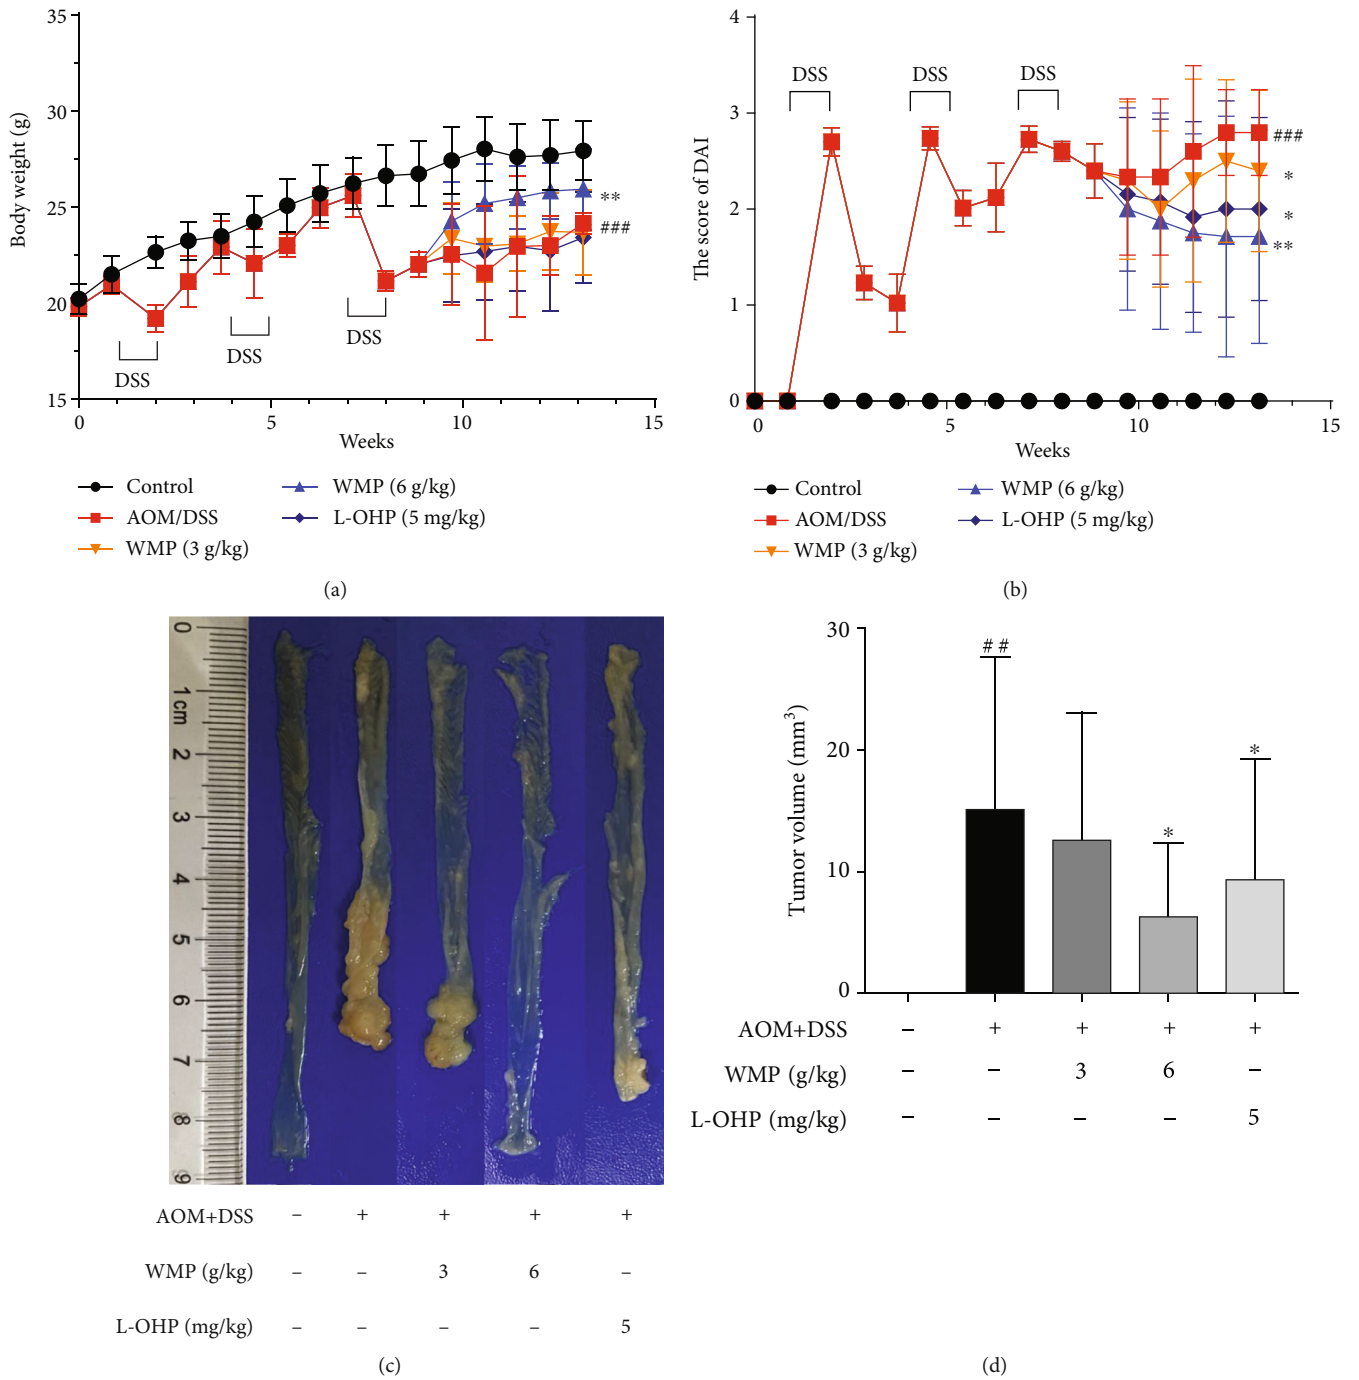 35
30
25
20
15
Body weight (g)
DSS
DSS
DSS
**
###
0
5
10
15
Weeks
Control
AOM/DSS
WMP (3 g/kg)
WMP (6 g/kg)
L-OHP (5 mg/kg)
(a)
4
3
2
1
0
The score of DAI
DSS
DSS
DSS
###
*
*
**
0
5
10
15
Weeks
Control
AOM/DSS
WMP (3 g/kg)
WMP (6 g/kg)
L-OHP (5 mg/kg)
(b)
0
1cm
2
3
4
5
6
7
8
9
AOM+DSS – + + + +
WMP (g/kg) – – 3 6 –
L-OHP (mg/kg) – – – – 5
(c)
30
20
10
0
Tumor volume (mm³)
##
*
*
AOM+DSS – + + + +
WMP (g/kg) – – 3 6 –
L-OHP (mg/kg) – – – – 5
(d)